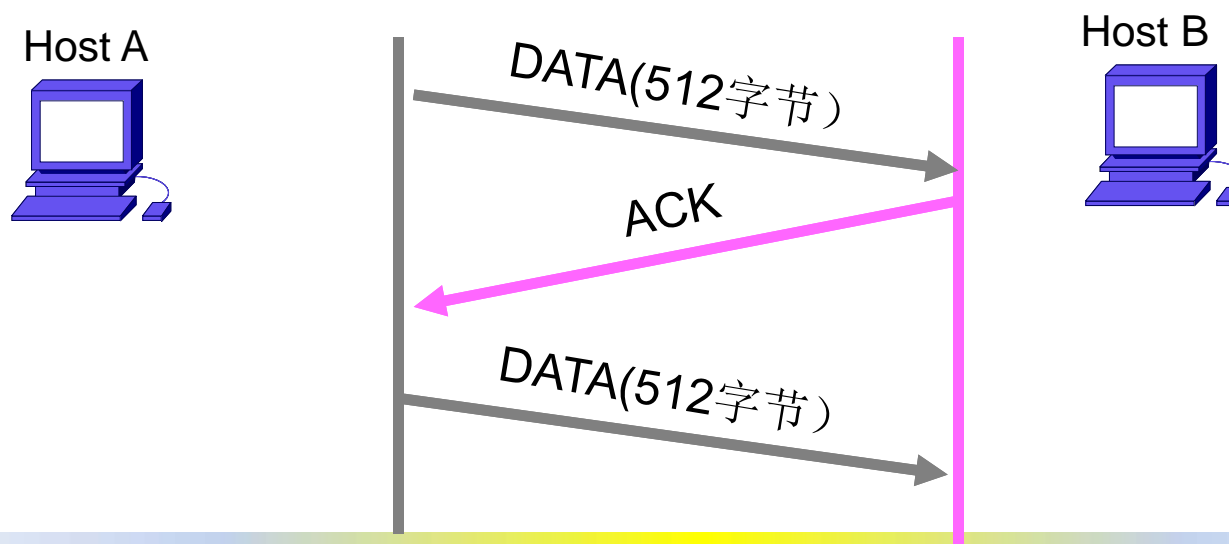 Host A
Host B
DATA(512字节）
ACK
DATA(512字节）